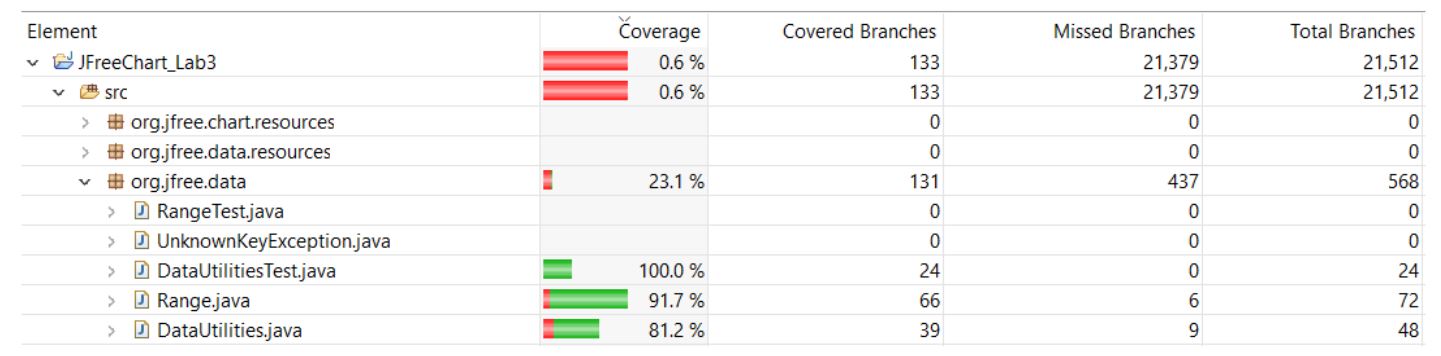 Element Coverage Covered Branches Missed Branches Total Branches
JFreeChart_Lab3 0.6 % 133 21,379 21,512
src 0.6 % 133 21,379 21,512
org.jfree.chart.resources 0 0 0
org.jfree.data.resources 0 0 0
org.jfree.data 23.1 % 131 437 568
RangeTest.java 0 0 0
UnknownKeyException.java 0 0 0
DataUtilitiesTest.java 100.0 % 24 0 24
Range.java 91.7 % 66 6 72
DataUtilities.java 81.2 % 39 9 48